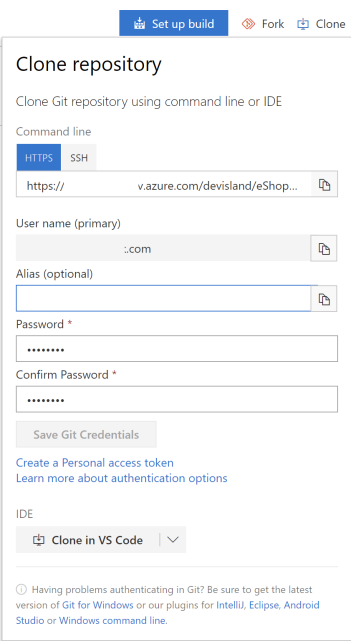 Set up build Fork Clone
Clone repository
Clone Git repository using command line or IDE
Command line
HTTPS SSH
https:// v.azure.com/devisland/eShop...
User name (primary)
.com
Alias (optional)
Password *
••••••••
Confirm Password *
••••••••
Save Git Credentials
Create a Personal access token
Learn more about authentication options
IDE
Clone in VS Code
Having problems authenticating in Git? Be sure to get the latest
version of Git for Windows or our plugins for IntelliJ, Eclipse, Android
Studio or Windows command line.